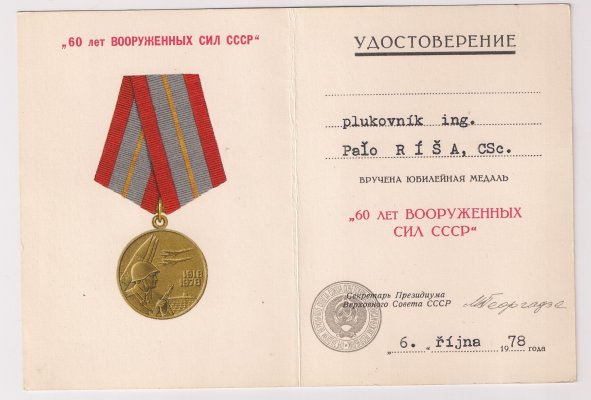 „60 лет ВООРУЖЕННЫХ СИЛ СССР“
1918
1978
УДОСТОВЕРЕНИЕ
plukovník ing.
Paľo RÍŠA, CSc.
ВРУЧЕНА ЮБИЛЕЙНАЯ МЕДАЛЬ
„60 ЛЕТ ВООРУЖЕННЫХ
СИЛ СССР“
Секретарь Президиума
Верховного Совета СССР
М Георгадзе
„6.“ října 1978 года